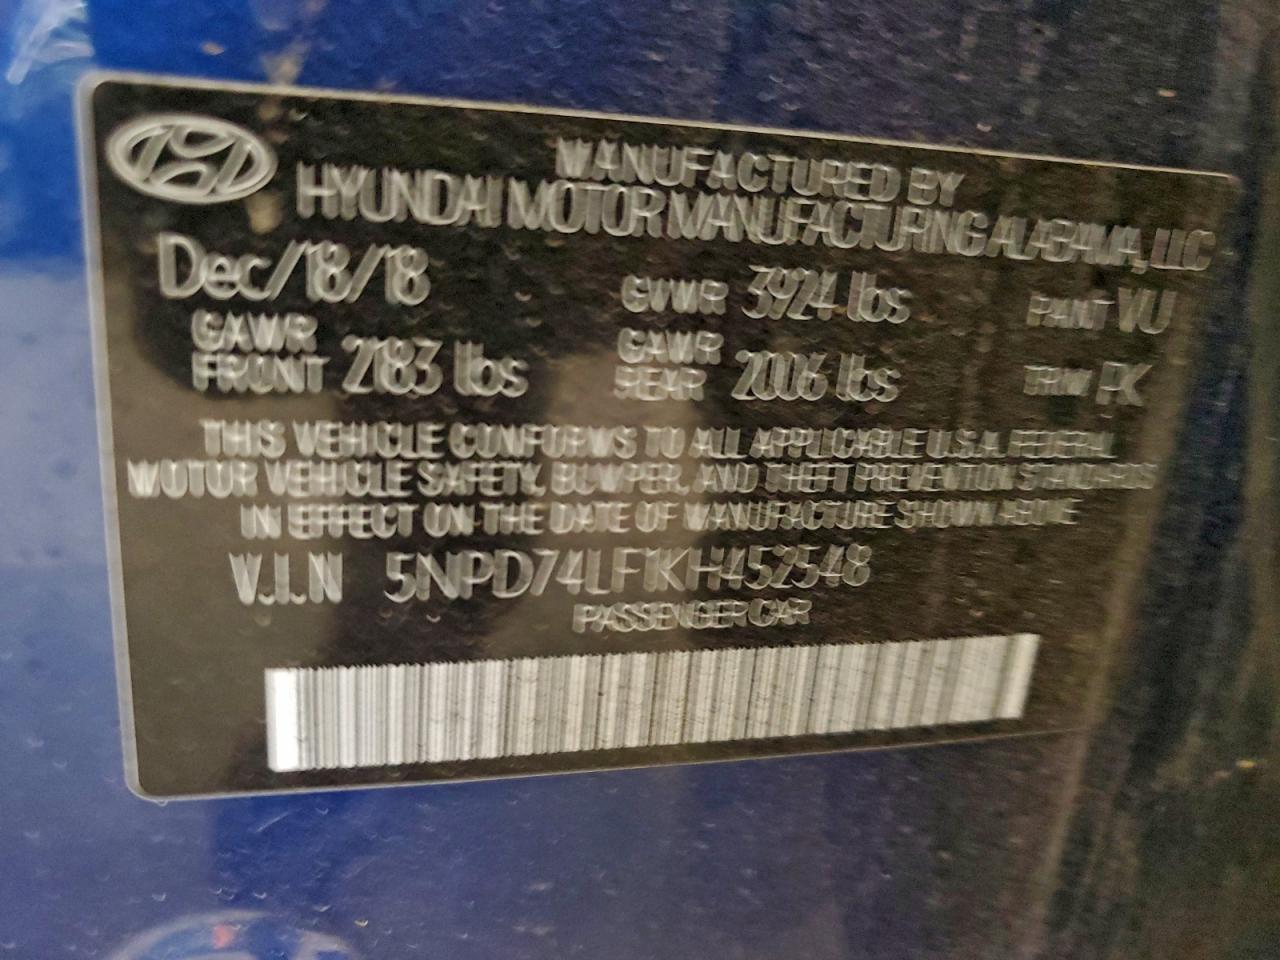 MANUFACTURED BY
HYUNDAI MOTOR MANUFACTURING ALABAMA, LLC
Dec/18/18 GVWR 3924 lbs PAINT YU
GAWR FRONT 2183 lbs GAWR REAR 2006 lbs TRIM PK
THIS VEHICLE CONFORMS TO ALL APPLICABLE U.S.A. FEDERAL
MOTOR VEHICLE SAFETY, BUMPER, AND THEFT PREVENTION STANDARDS
IN EFFECT ON THE DATE OF MANUFACTURE SHOWN ABOVE
V.I.N 5NPD74LF1KH452548
PASSENGER CAR